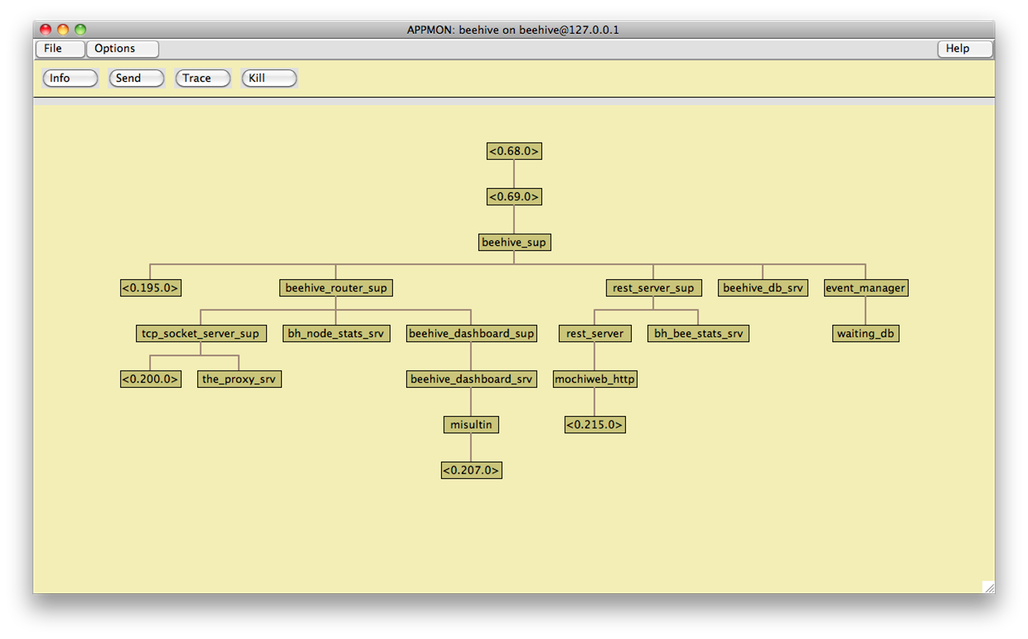 APPMON: beehive on beehive@127.0.0.1
File Options Help
Info Send Trace Kill
<0.68.0>
<0.69.0>
beehive_sup
<0.195.0> beehive_router_sup rest_server_sup beehive_db_srv event_manager
tcp_socket_server_sup bh_node_stats_srv beehive_dashboard_sup rest_server bh_bee_stats_srv waiting_db
<0.200.0> the_proxy_srv beehive_dashboard_srv mochiweb_http
misultin <0.215.0>
<0.207.0>